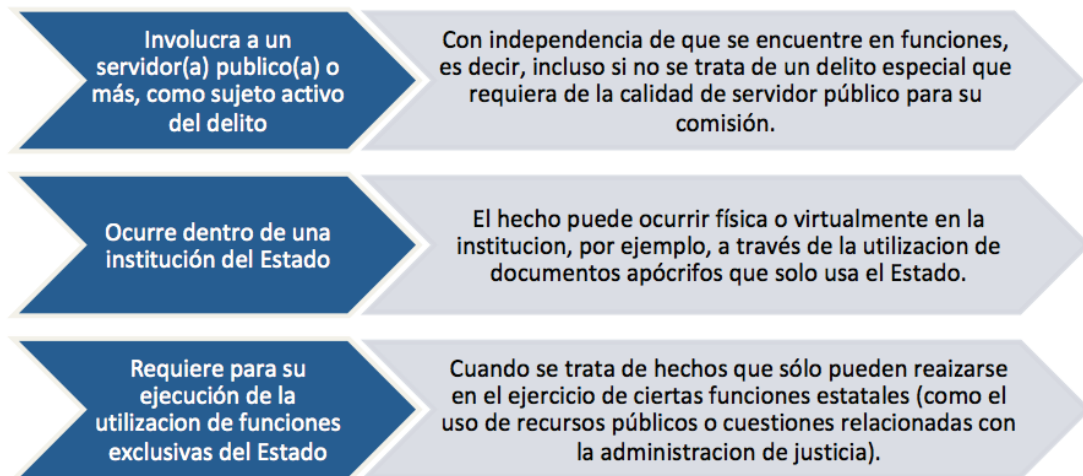 Involucra a un
servidor(a) publico(a) o
más, como sujeto activo
del delito
Con independencia de que se encuentre en funciones,
es decir, incluso si no se trata de un delito especial que
requiera de la calidad de servidor público para su
comisión.
Ocurre dentro de una
institución del Estado
El hecho puede ocurrir física o virtualmente en la
institucion, por ejemplo, a través de la utilizacion de
documentos apócrifos que solo usa el Estado.
Requiere para su
ejecución de la
utilizacion de funciones
exclusivas del Estado
Cuando se trata de hechos que sólo pueden reaizarse
en el ejercicio de ciertas funciones estatales (como el
uso de recursos públicos o cuestiones relacionadas con
la administracion de justicia).